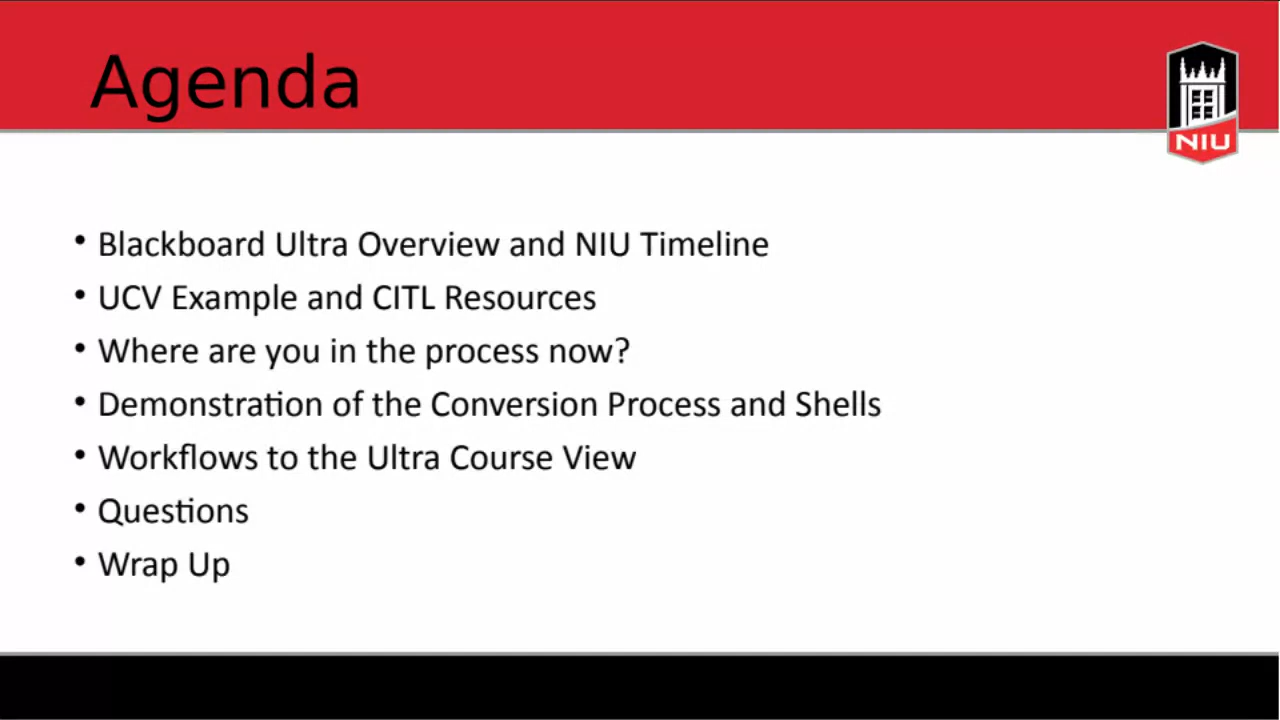 Agenda
NIU
• Blackboard Ultra Overview and NIU Timeline
• UCV Example and CITL Resources
• Where are you in the process now?
• Demonstration of the Conversion Process and Shells
• Workflows to the Ultra Course View
• Questions
• Wrap Up